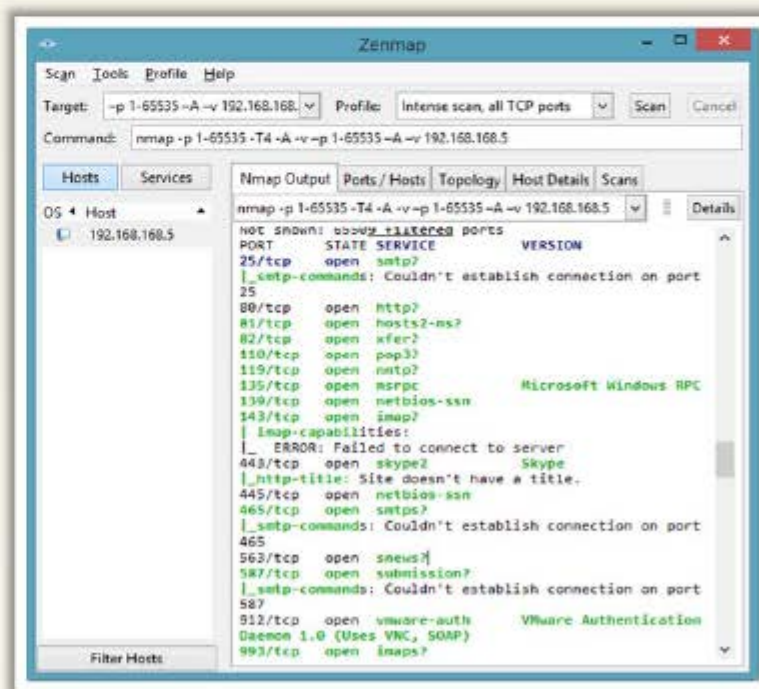 Zenmap
Scan Tools Profile Help
Target: -p 1-65535 -A -v 192.168.168. Profile: Intense scan, all TCP ports Scan Cancel
Command: nmap -p 1-65535 -T4 -A -v -p 1-65535 -A -v 192.168.168.5
Hosts Services
Nmap Output Ports / Hosts Topology Host Details Scans
OS Host
nmap -p 1-65535 -T4 -A -v -p 1-65535 -A -v 192.168.168.5 Details
192.168.168.5
Not shown: 65509 filtered ports
PORT STATE SERVICE VERSION
25/tcp open smtp?
|_smtp-commands: Couldn't establish connection on port
25
80/tcp open http?
81/tcp open hosts2-ns?
82/tcp open xfer?
110/tcp open pop3?
119/tcp open nntp?
135/tcp open msrpc Microsoft Windows RPC
139/tcp open netbios-ssn
143/tcp open imap?
| imap-capabilities:
|_ ERROR: Failed to connect to server
443/tcp open skype2 Skype
|_http-title: Site doesn't have a title.
445/tcp open netbios-ssn
465/tcp open smtps?
|_smtp-commands: Couldn't establish connection on port
465
563/tcp open snews?
587/tcp open submission?
|_smtp-commands: Couldn't establish connection on port
587
912/tcp open vmware-auth VMware Authentication
Daemon 1.0 (Uses VNC, SOAP)
993/tcp open imaps?
Filter Hosts